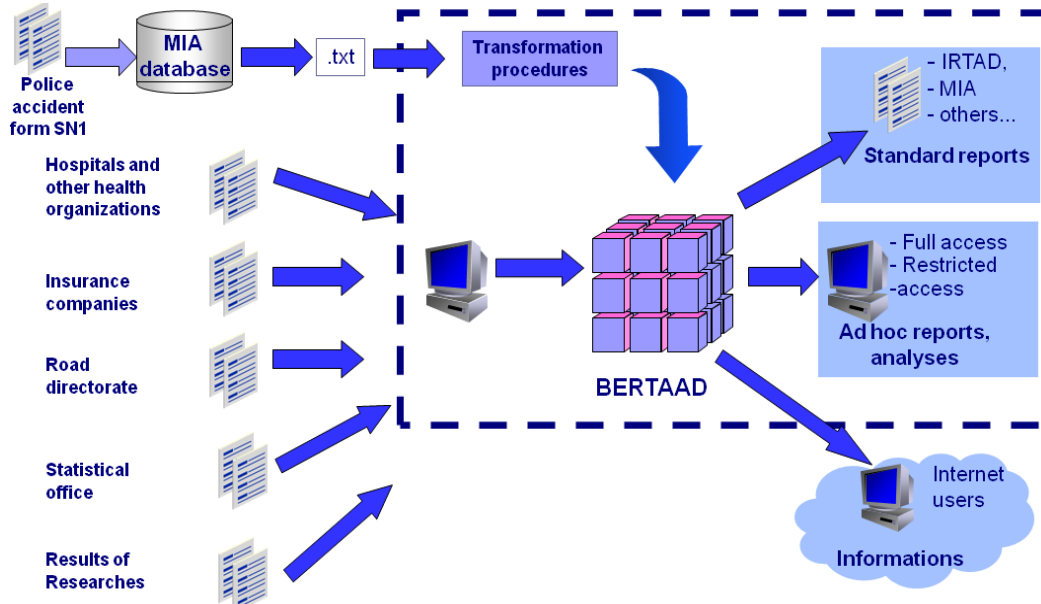 Police
accident
form SN1
MIA
database
.txt
Transformation
procedures
- IRTAD,
- MIA
- others...
Standard reports
Hospitals and
other health
organizations
Insurance
companies
Road
directorate
Statistical
office
Results of
Researches
BERTAAD
- Full access
- Restricted
-access
Ad hoc reports,
analyses
Internet
users
Informations